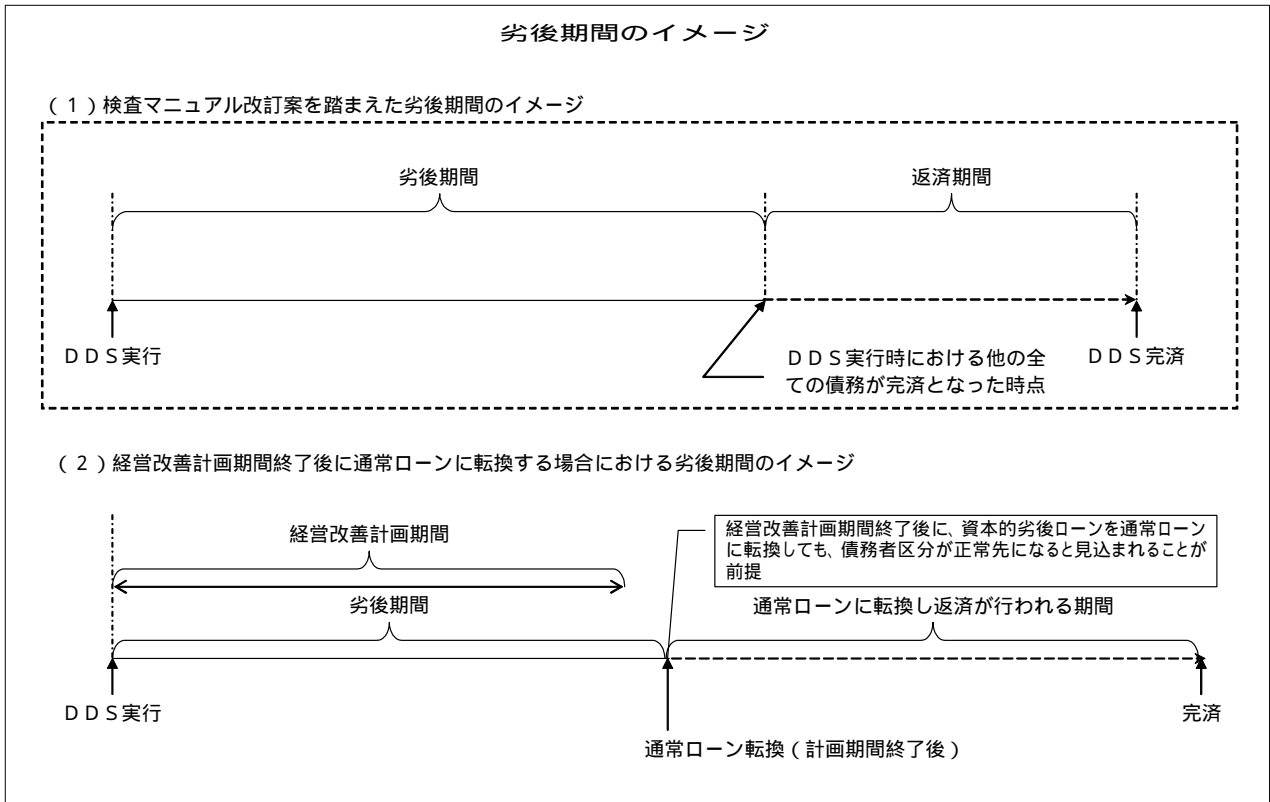 劣後期間のイメージ
（１）検査マニュアル改訂案を踏まえた劣後期間のイメージ
劣後期間
返済期間
ＤＤＳ実行
ＤＤＳ実行時における他の全
ての債務が完済となった時点
ＤＤＳ完済
（２）経営改善計画期間終了後に通常ローンに転換する場合における劣後期間のイメージ
経営改善計画期間
経営改善計画期間終了後に、資本的劣後ローンを通常ローン
に転換しても、債務者区分が正常先になると見込まれることが
前提
劣後期間
通常ローンに転換し返済が行われる期間
ＤＤＳ実行
完済
通常ローン転換（計画期間終了後）